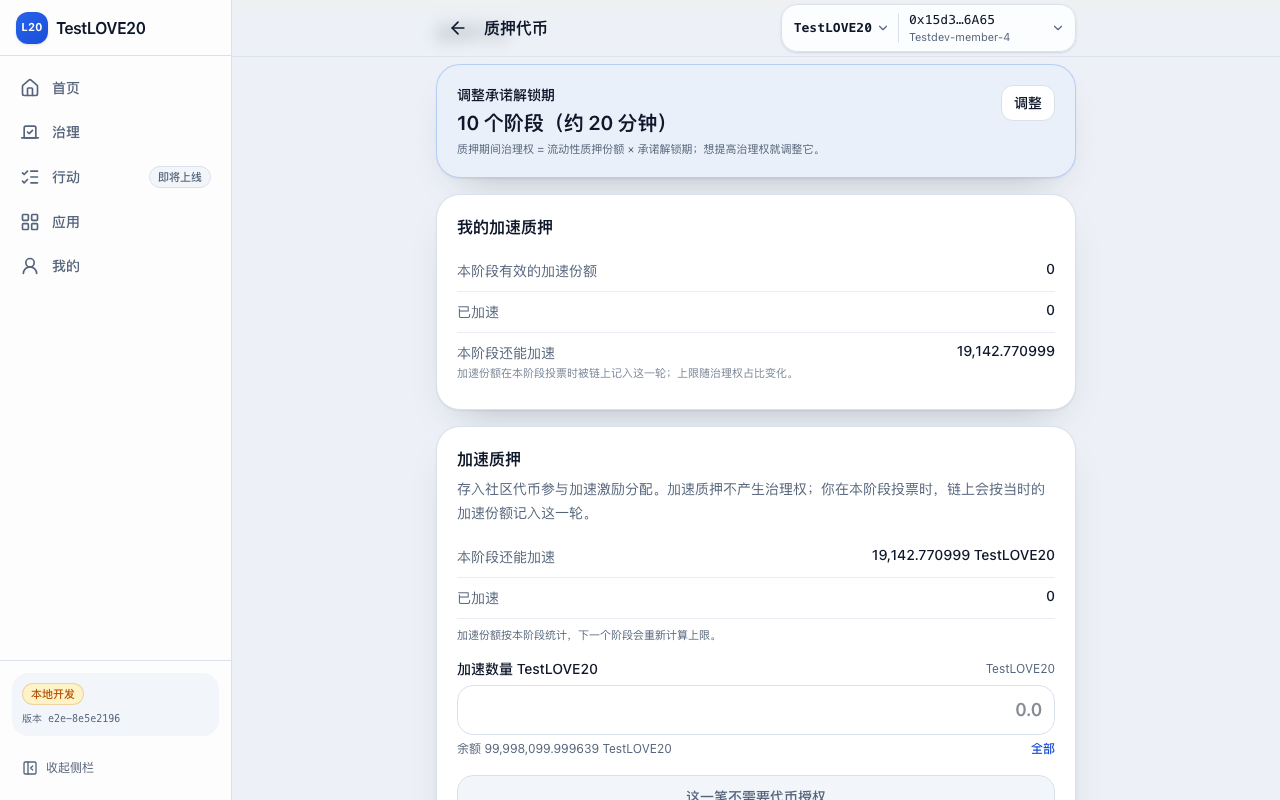 L20 TestLOVE20
首页
治理
行动 即将上线
应用
我的
本地开发
版本 e2e-8e5e2196
收起侧栏
质押代币
TestLOVE20
0x15d3…6A65
Testdev-member-4
调整承诺解锁期
10 个阶段（约 20 分钟）
质押期间治理权 = 流动性质押份额 × 承诺解锁期；想提高治理权就调整它。
调整
我的加速质押
本阶段有效的加速份额 0
已加速 0
本阶段还能加速 19,142.770999
加速份额在本阶段投票时被链上记入这一轮；上限随治理权占比变化。
加速质押
存入社区代币参与加速激励分配。加速质押不产生治理权；你在本阶段投票时，链上会按当时的
加速份额记入这一轮。
本阶段还能加速 19,142.770999 TestLOVE20
已加速 0
加速份额按本阶段统计，下一个阶段会重新计算上限。
加速数量 TestLOVE20 TestLOVE20
0.0
余额 99,998,099.999639 TestLOVE20 全部
这一笔不需要代币授权